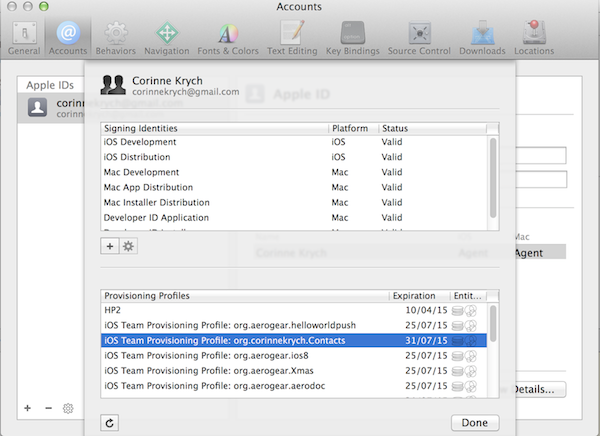 Accounts
General Accounts Behaviors Navigation Fonts & Colors Text Editing Key Bindings Source Control Downloads Locations
Apple IDs
corinnekrych@gmail.com
Apple ID
Corinne Krych
corinnekrych@gmail.com
Signing Identities Platform Status
iOS Development iOS Valid
iOS Distribution iOS Valid
Mac Development Mac Valid
Mac App Distribution Mac Valid
Mac Installer Distribution Mac Valid
Developer ID Application Mac Valid
Mac
Corinne Krych Agent Agent
Provisioning Profiles Expiration Entit...
HP2 10/04/15
iOS Team Provisioning Profile: org.aerogear.helloworldpush 25/07/15
iOS Team Provisioning Profile: org.corinnekrych.Contacts 31/07/15
iOS Team Provisioning Profile: org.aerogear.ios8 25/07/15
iOS Team Provisioning Profile: org.aerogear.Xmas 25/07/15
iOS Team Provisioning Profile: org.aerogear.aerodoc 25/07/15
Details...
Done